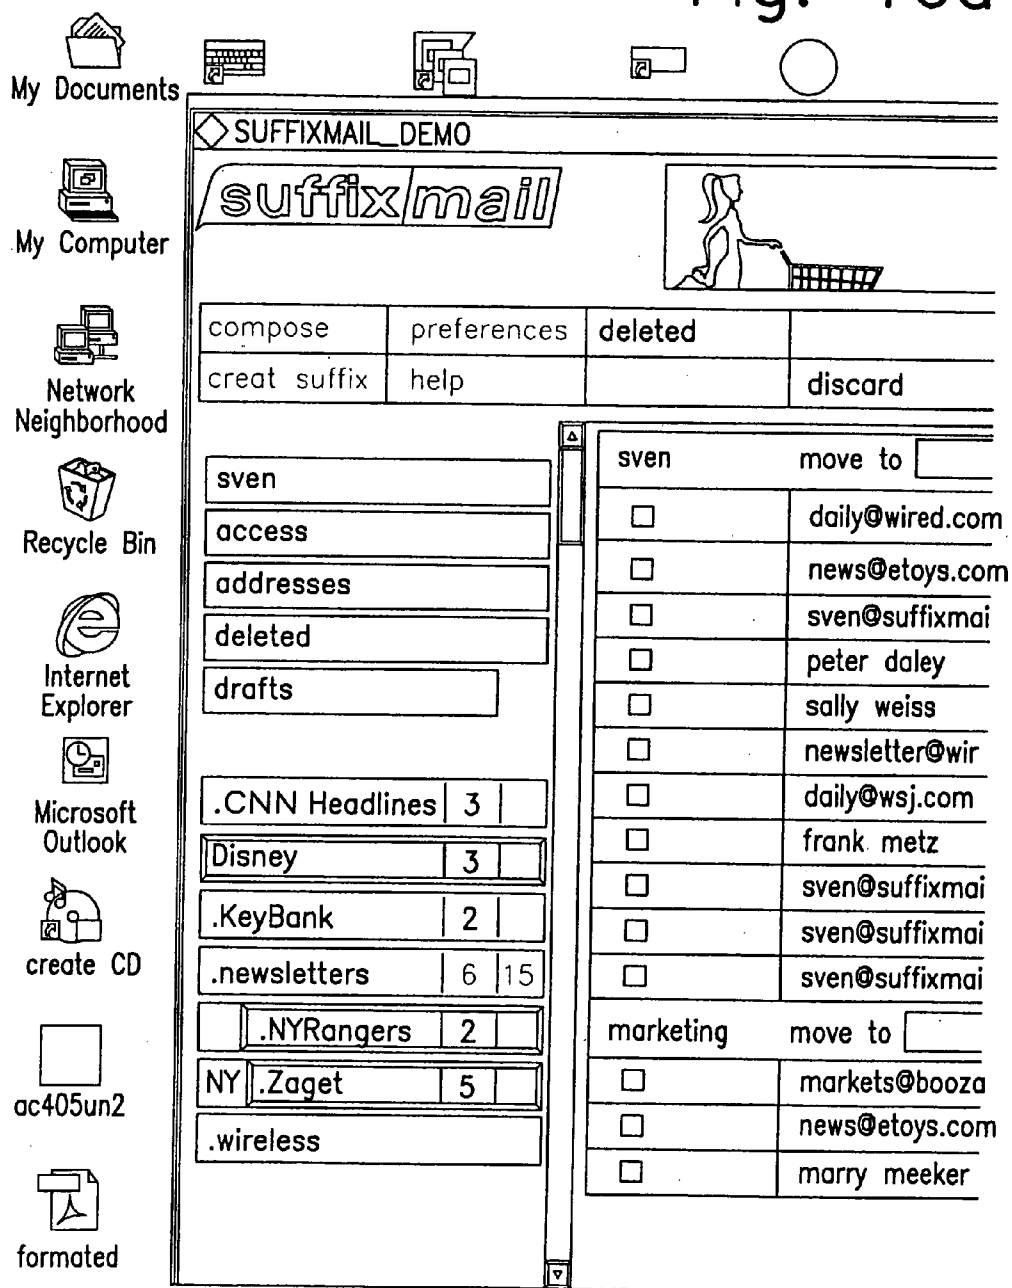 My Documents
SUFFIXMAIL_DEMO
suffix mail
My Computer
compose preferences deleted
creat suffix help discard
Network
Neighborhood
Recycle Bin
Internet
Explorer
Microsoft
Outlook
create CD
ac405un2
formated
sven
access
addresses
deleted
drafts
.CNN Headlines 3
Disney 3
.KeyBank 2
.newsletters 6 15
.NYRangers 2
NY .Zaget 5
.wireless
sven move to
daily@wired.com
news@etoys.com
sven@suffixmai
peter daley
sally weiss
newsletter@wir
daily@wsj.com
frank metz
sven@suffixmai
sven@suffixmai
sven@suffixmai
marketing move to
markets@booza
news@etoys.com
marry meeker